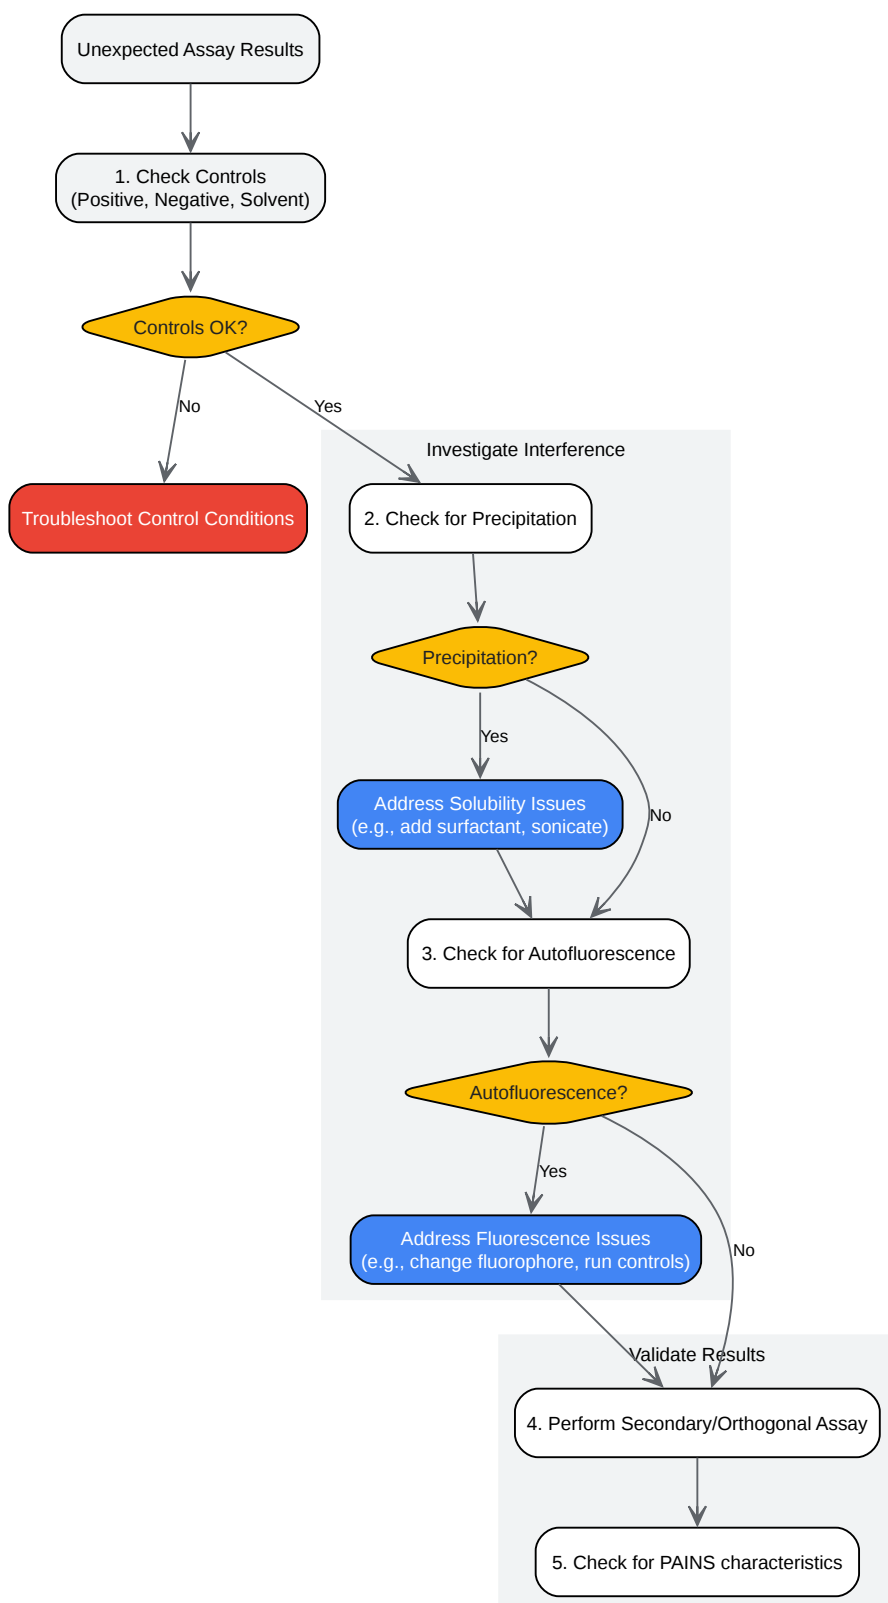 Unexpected Assay Results
1. Check Controls
(Positive, Negative, Solvent)
Controls OK?
No
Yes
Troubleshoot Control Conditions
Investigate Interference
2. Check for Precipitation
Precipitation?
Yes
No
Address Solubility Issues
(e.g., add surfactant, sonicate)
3. Check for Autofluorescence
Autofluorescence?
Yes
No
Address Fluorescence Issues
(e.g., change fluorophore, run controls)
Validate Results
4. Perform Secondary/Orthogonal Assay
5. Check for PAINS characteristics